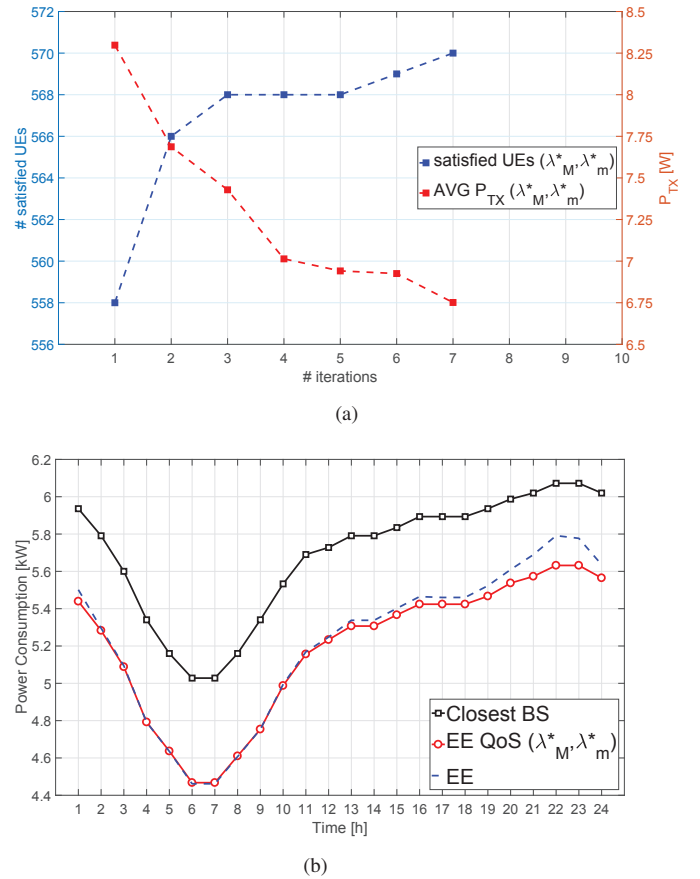 572
570
568
566
564
562
560
558
556
# satisfied UEs
8.5
8.25
8
7.75
7.5
7.25
7
6.75
6.5
P_TX [W]
satisfied UEs (λ*_M,λ*_m)
AVG P_TX (λ*_M,λ*_m)
1 2 3 4 5 6 7 8 9 10
# iterations
(a)
6.2
6
5.8
5.6
5.4
5.2
5
4.8
4.6
4.4
Power Consumption [kW]
Closest BS
EE QoS (λ*_M,λ*_m)
EE
1 2 3 4 5 6 7 8 9 10 11 12 13 14 15 16 17 18 19 20 21 22 23 24
Time [h]
(b)